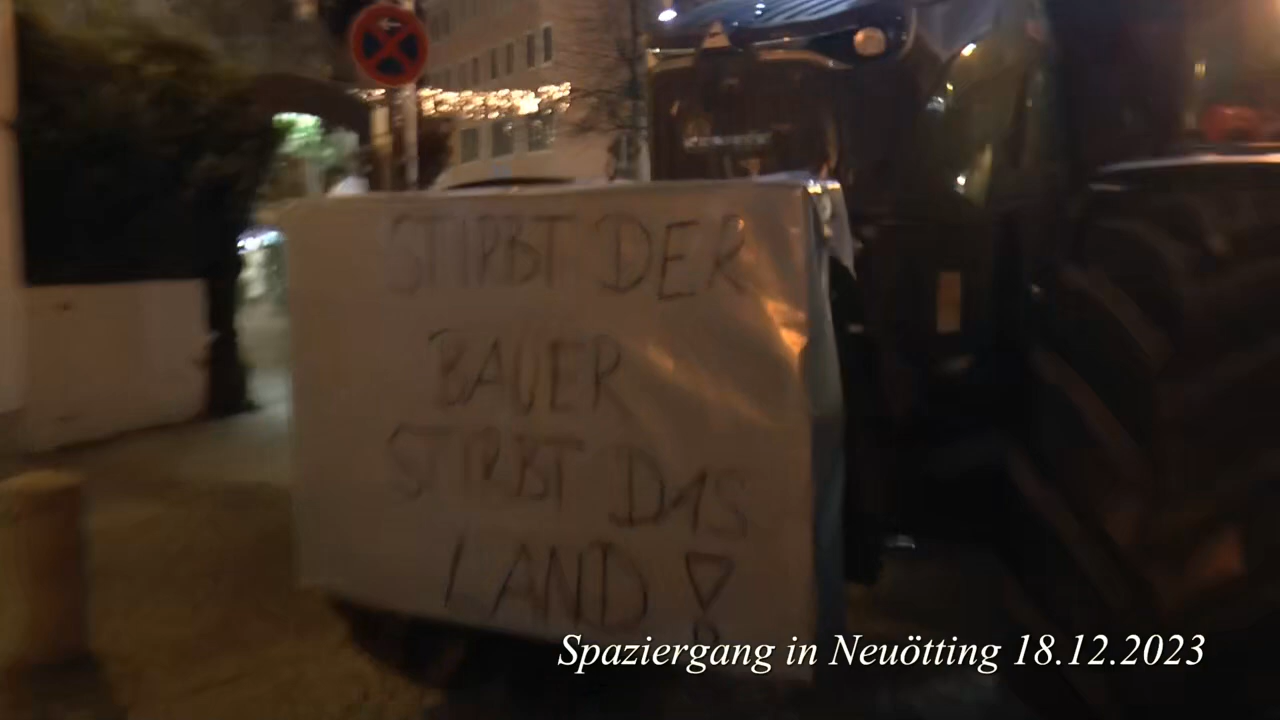 STIRBT DER
BAUER
STIRBT DAS
LAND!
Spaziergang in Neuötting 18.12.2023